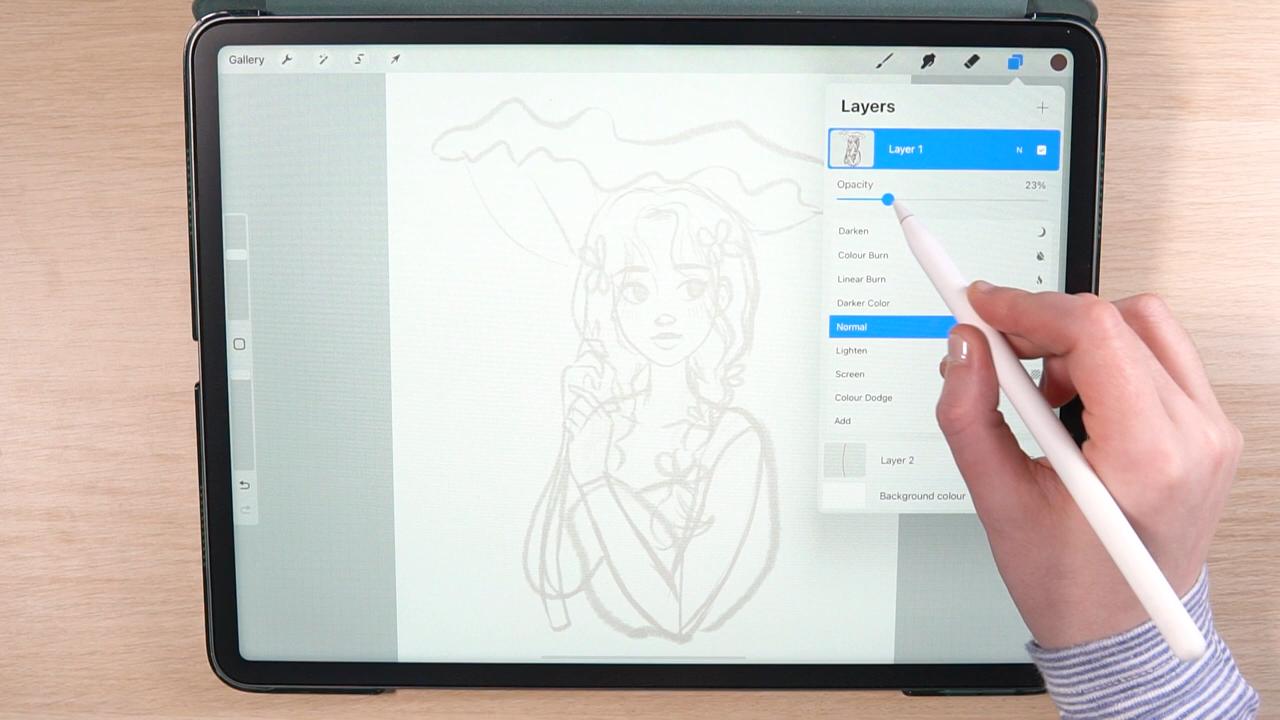 Gallery
Layers
Layer 1 N
Opacity 23%
Darken
Colour Burn
Linear Burn
Darker Color
Normal
Lighten
Screen
Colour Dodge
Add
Layer 2
Background colour